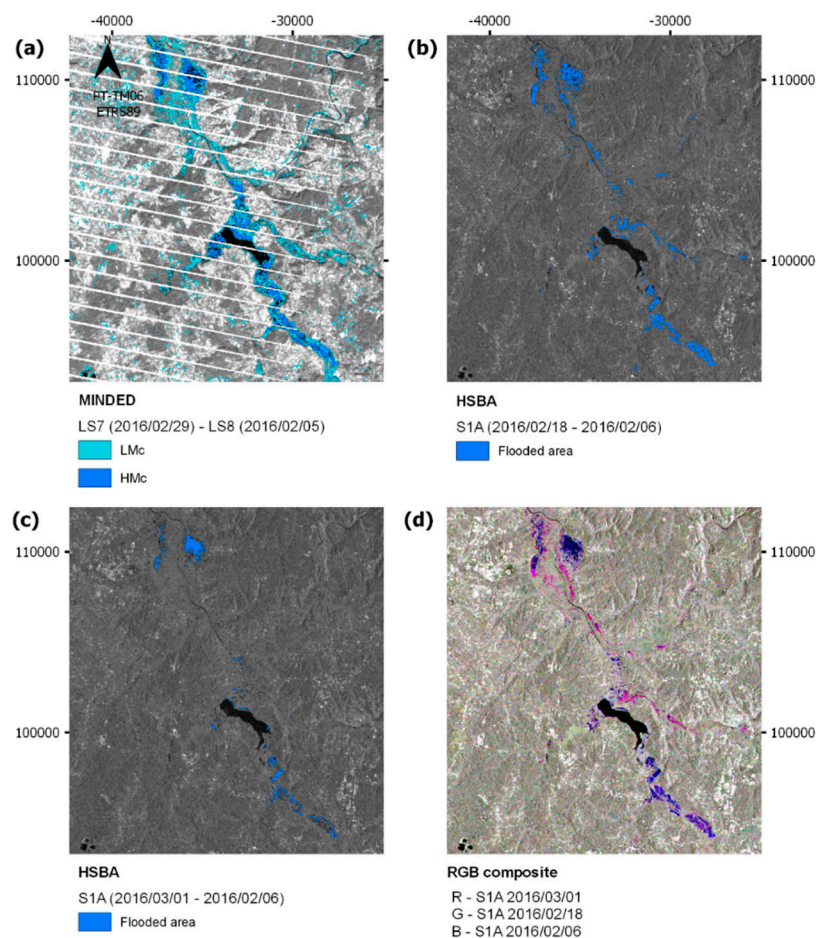 -40000 -30000 -40000 -30000
(a) (b)
N
110000 110000
PT-TM06
ETRS89
100000 100000
MINDED HSBA
LS7 (2016/02/29) - LS8 (2016/02/05) S1A (2016/02/18 - 2016/02/06)
LMc Flooded area
HMc
(c) (d)
110000 110000
100000 100000
HSBA RGB composite
S1A (2016/03/01 - 2016/02/06) R - S1A 2016/03/01
G - S1A 2016/02/18
Flooded area B - S1A 2016/02/06